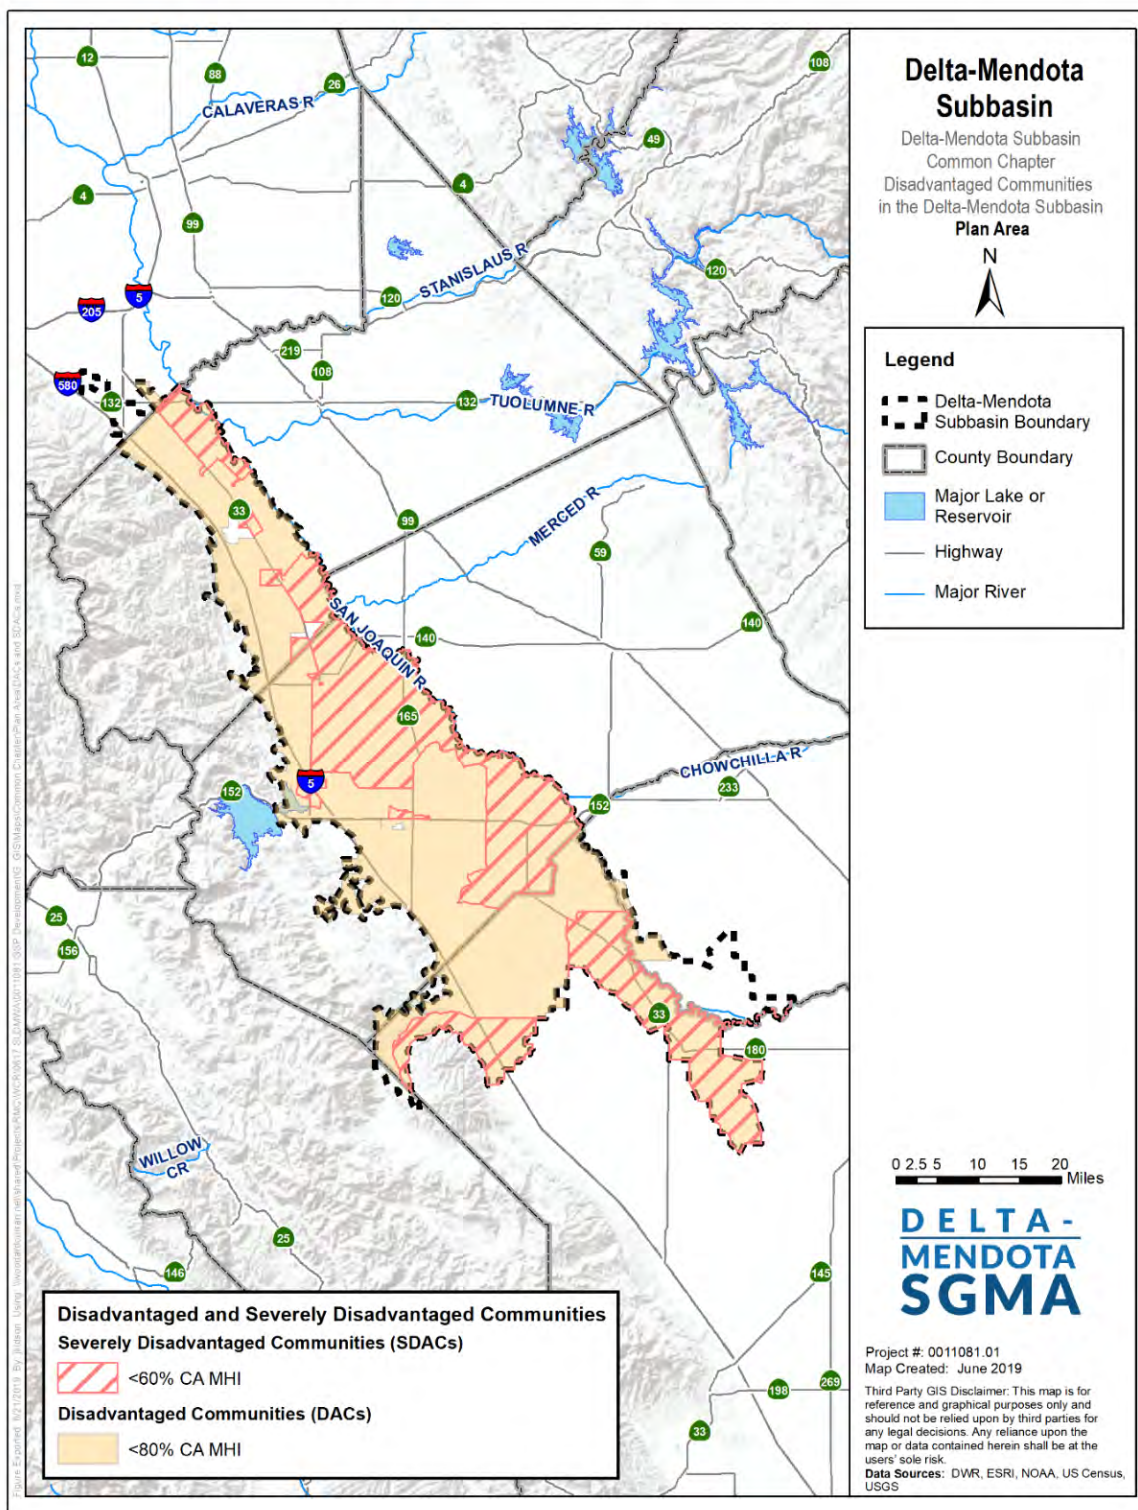 Delta-Mendota
Subbasin
Delta-Mendota Subbasin
Common Chapter
Disadvantaged Communities
in the Delta-Mendota Subbasin
Plan Area
N
Legend
Delta-Mendota
Subbasin Boundary
County Boundary
Major Lake or
Reservoir
Highway
Major River
12
88
26
108
CALAVERAS R
49
4
4
99
STANISLAUS R
120
120
5
205
219
108
580
132
132
TUOLUMNE R
33
99
MERCED R
59
SAN JOAQUIN R
140
140
165
CHOWCHILLA R
5
152
152
233
25
156
33
180
WILLOW
CR
25
146
145
198
269
33
0 2.5 5 10 15 20
Miles
DELTA-
MENDOTA
SGMA
Disadvantaged and Severely Disadvantaged Communities
Severely Disadvantaged Communities (SDACs)
<60% CA MHI
Disadvantaged Communities (DACs)
<80% CA MHI
Project #: 0011081.01
Map Created: June 2019
Third Party GIS Disclaimer: This map is for
reference and graphical purposes only and
should not be relied upon by third parties for
any legal decisions. Any reliance upon the
map or data contained herein shall be at the
users' sole risk.
Data Sources: DWR, ESRI, NOAA, US Census,
USGS